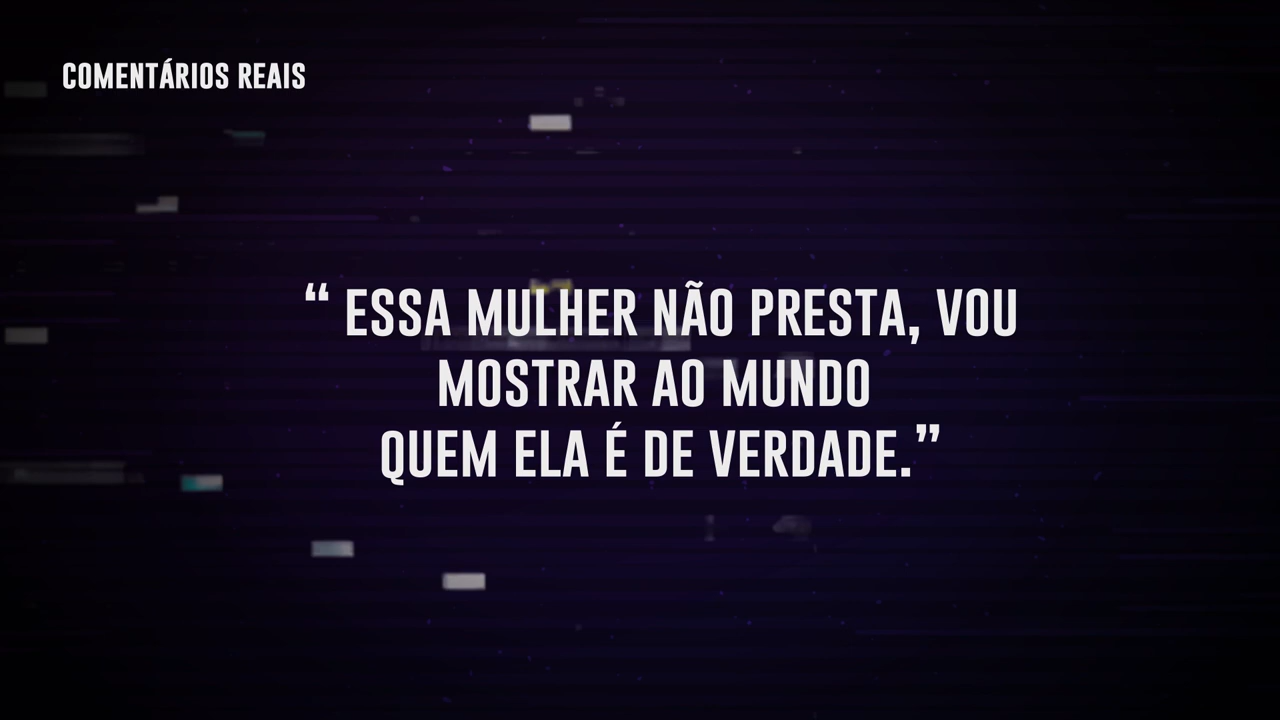 COMENTÁRIOS REAIS
“ ESSA MULHER NÃO PRESTA, VOU
MOSTRAR AO MUNDO
QUEM ELA É DE VERDADE.”